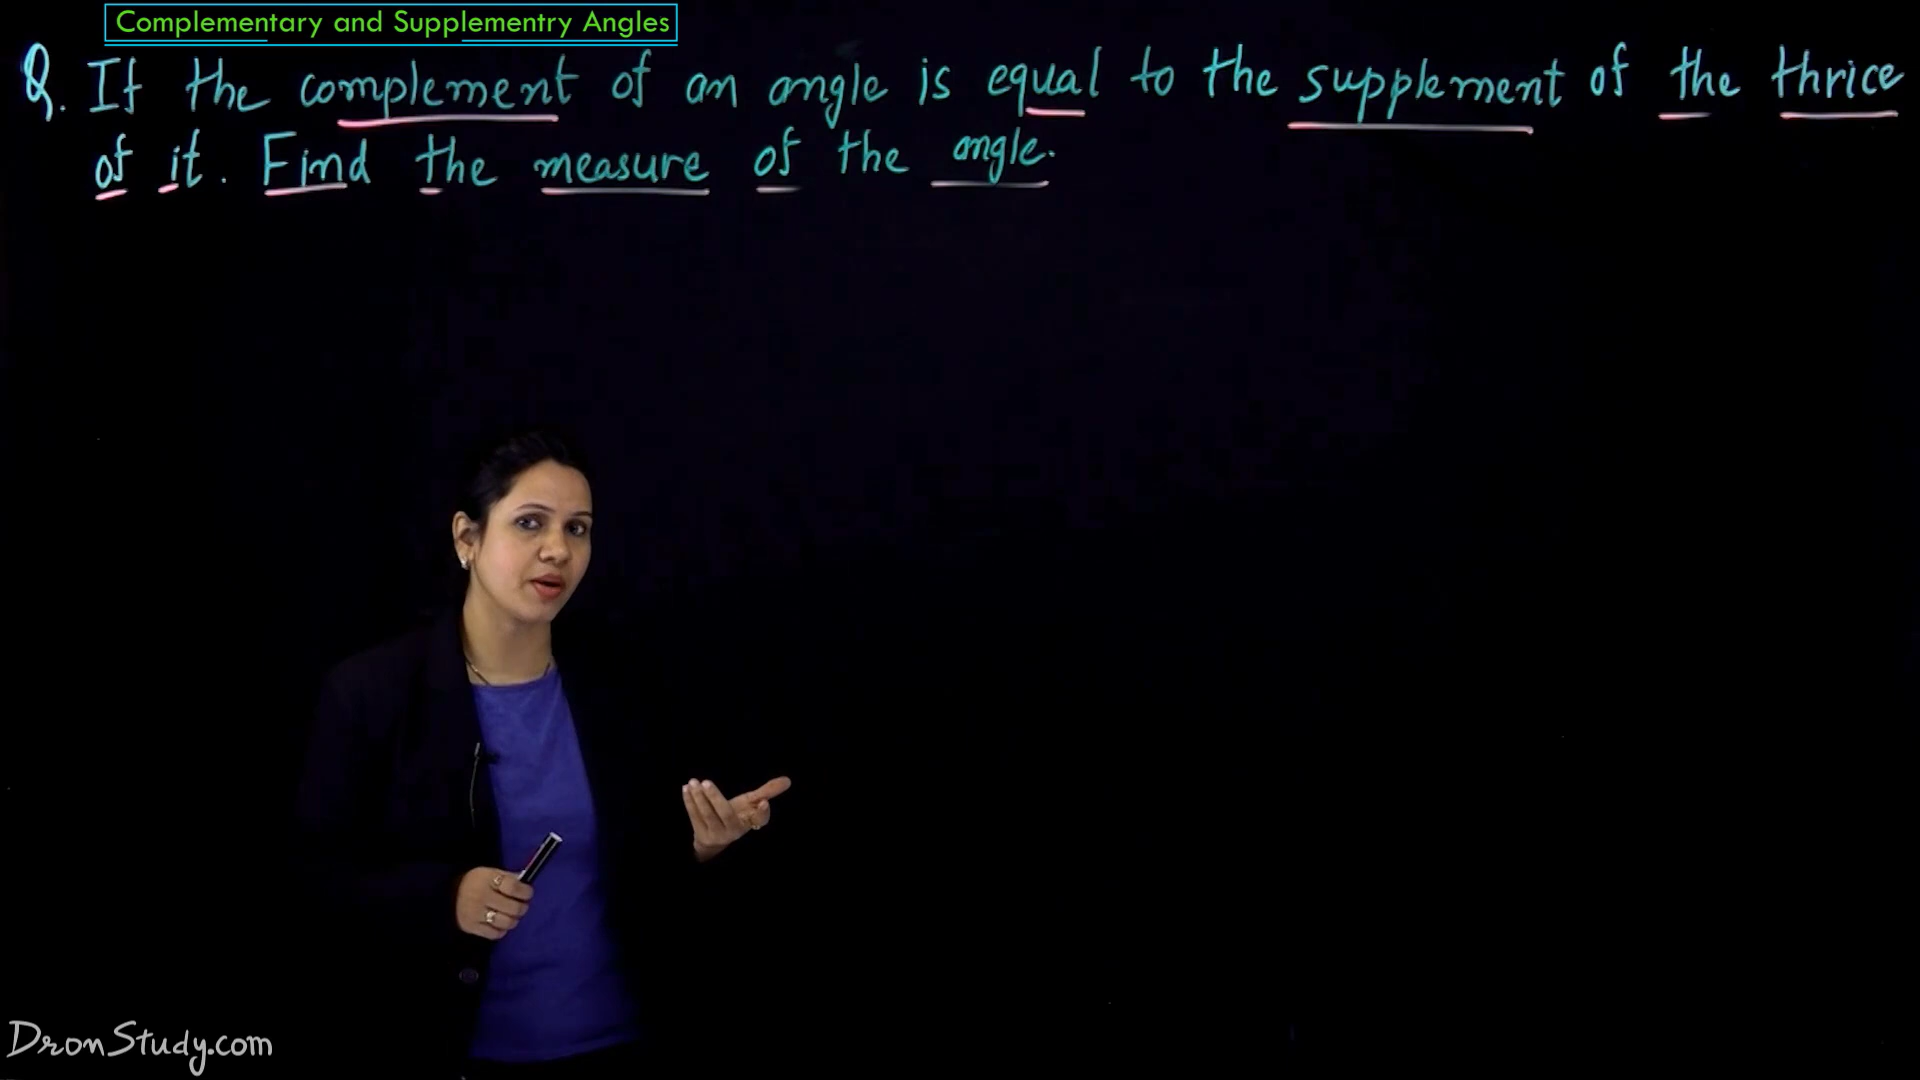 Complementary and Supplementry Angles
Q. If the complement of an angle is equal to the supplement of the thrice
of it. Find the measure of the angle.
DronStudy.com